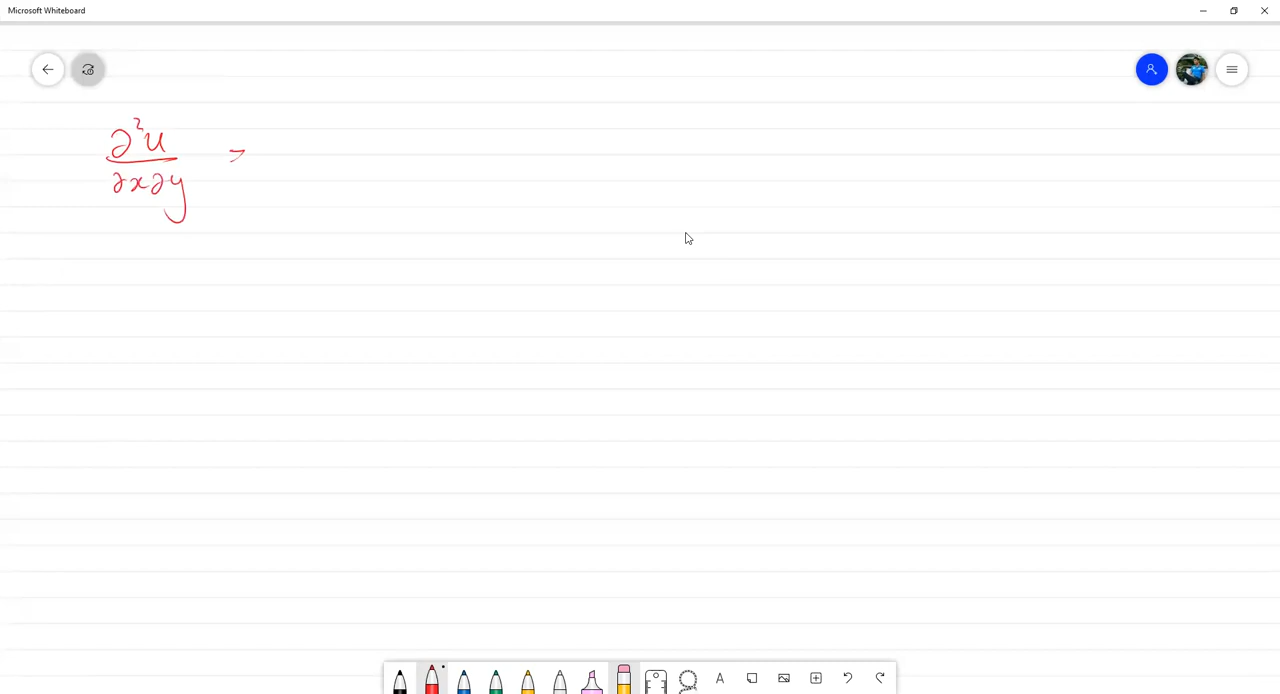 Microsoft Whiteboard
∂²u
∂x∂y =
A